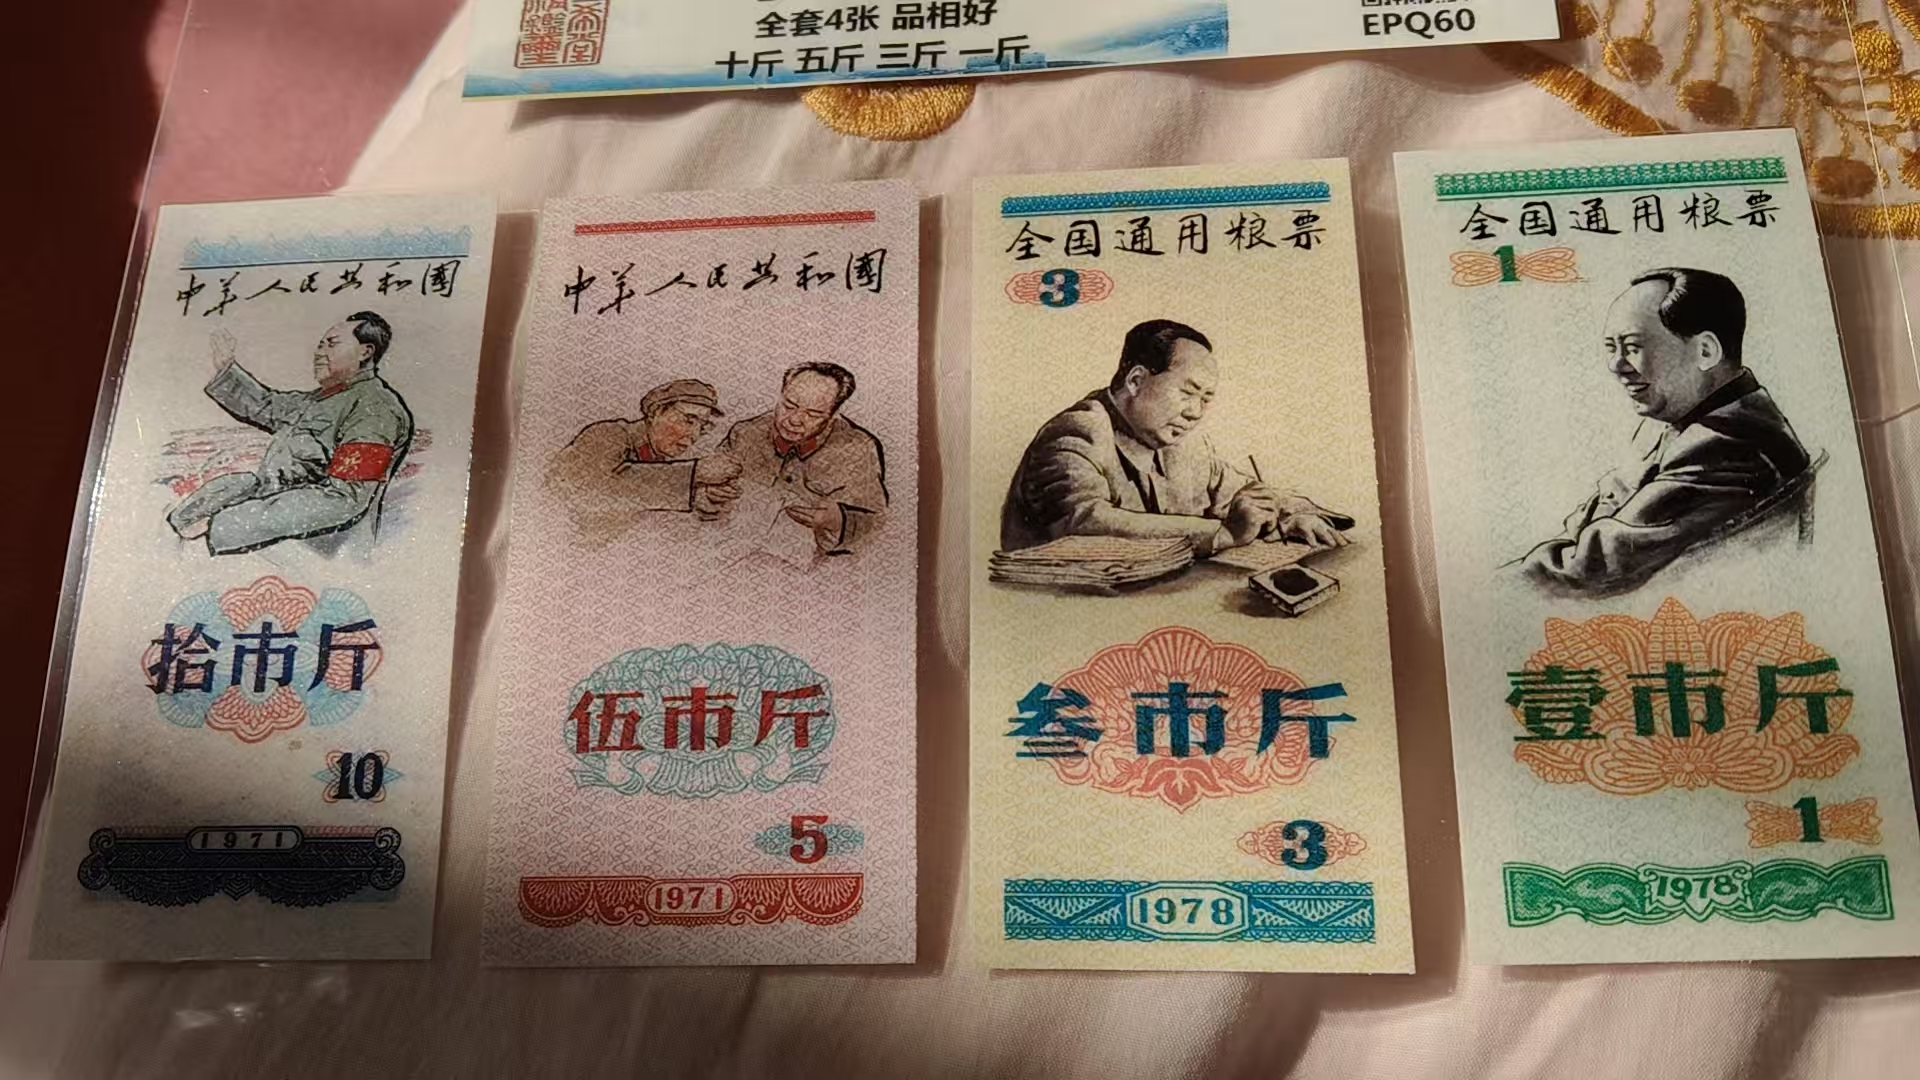 全套4张 品相好
十斤 五斤 三斤 一斤
EPQ60
中华人民共和國
拾市斤
10
1971
中华人民共和國
伍市斤
5
1971
全国通用粮票
3
叁市斤
3
1978
全国通用粮票
1
壹市斤
1
1978